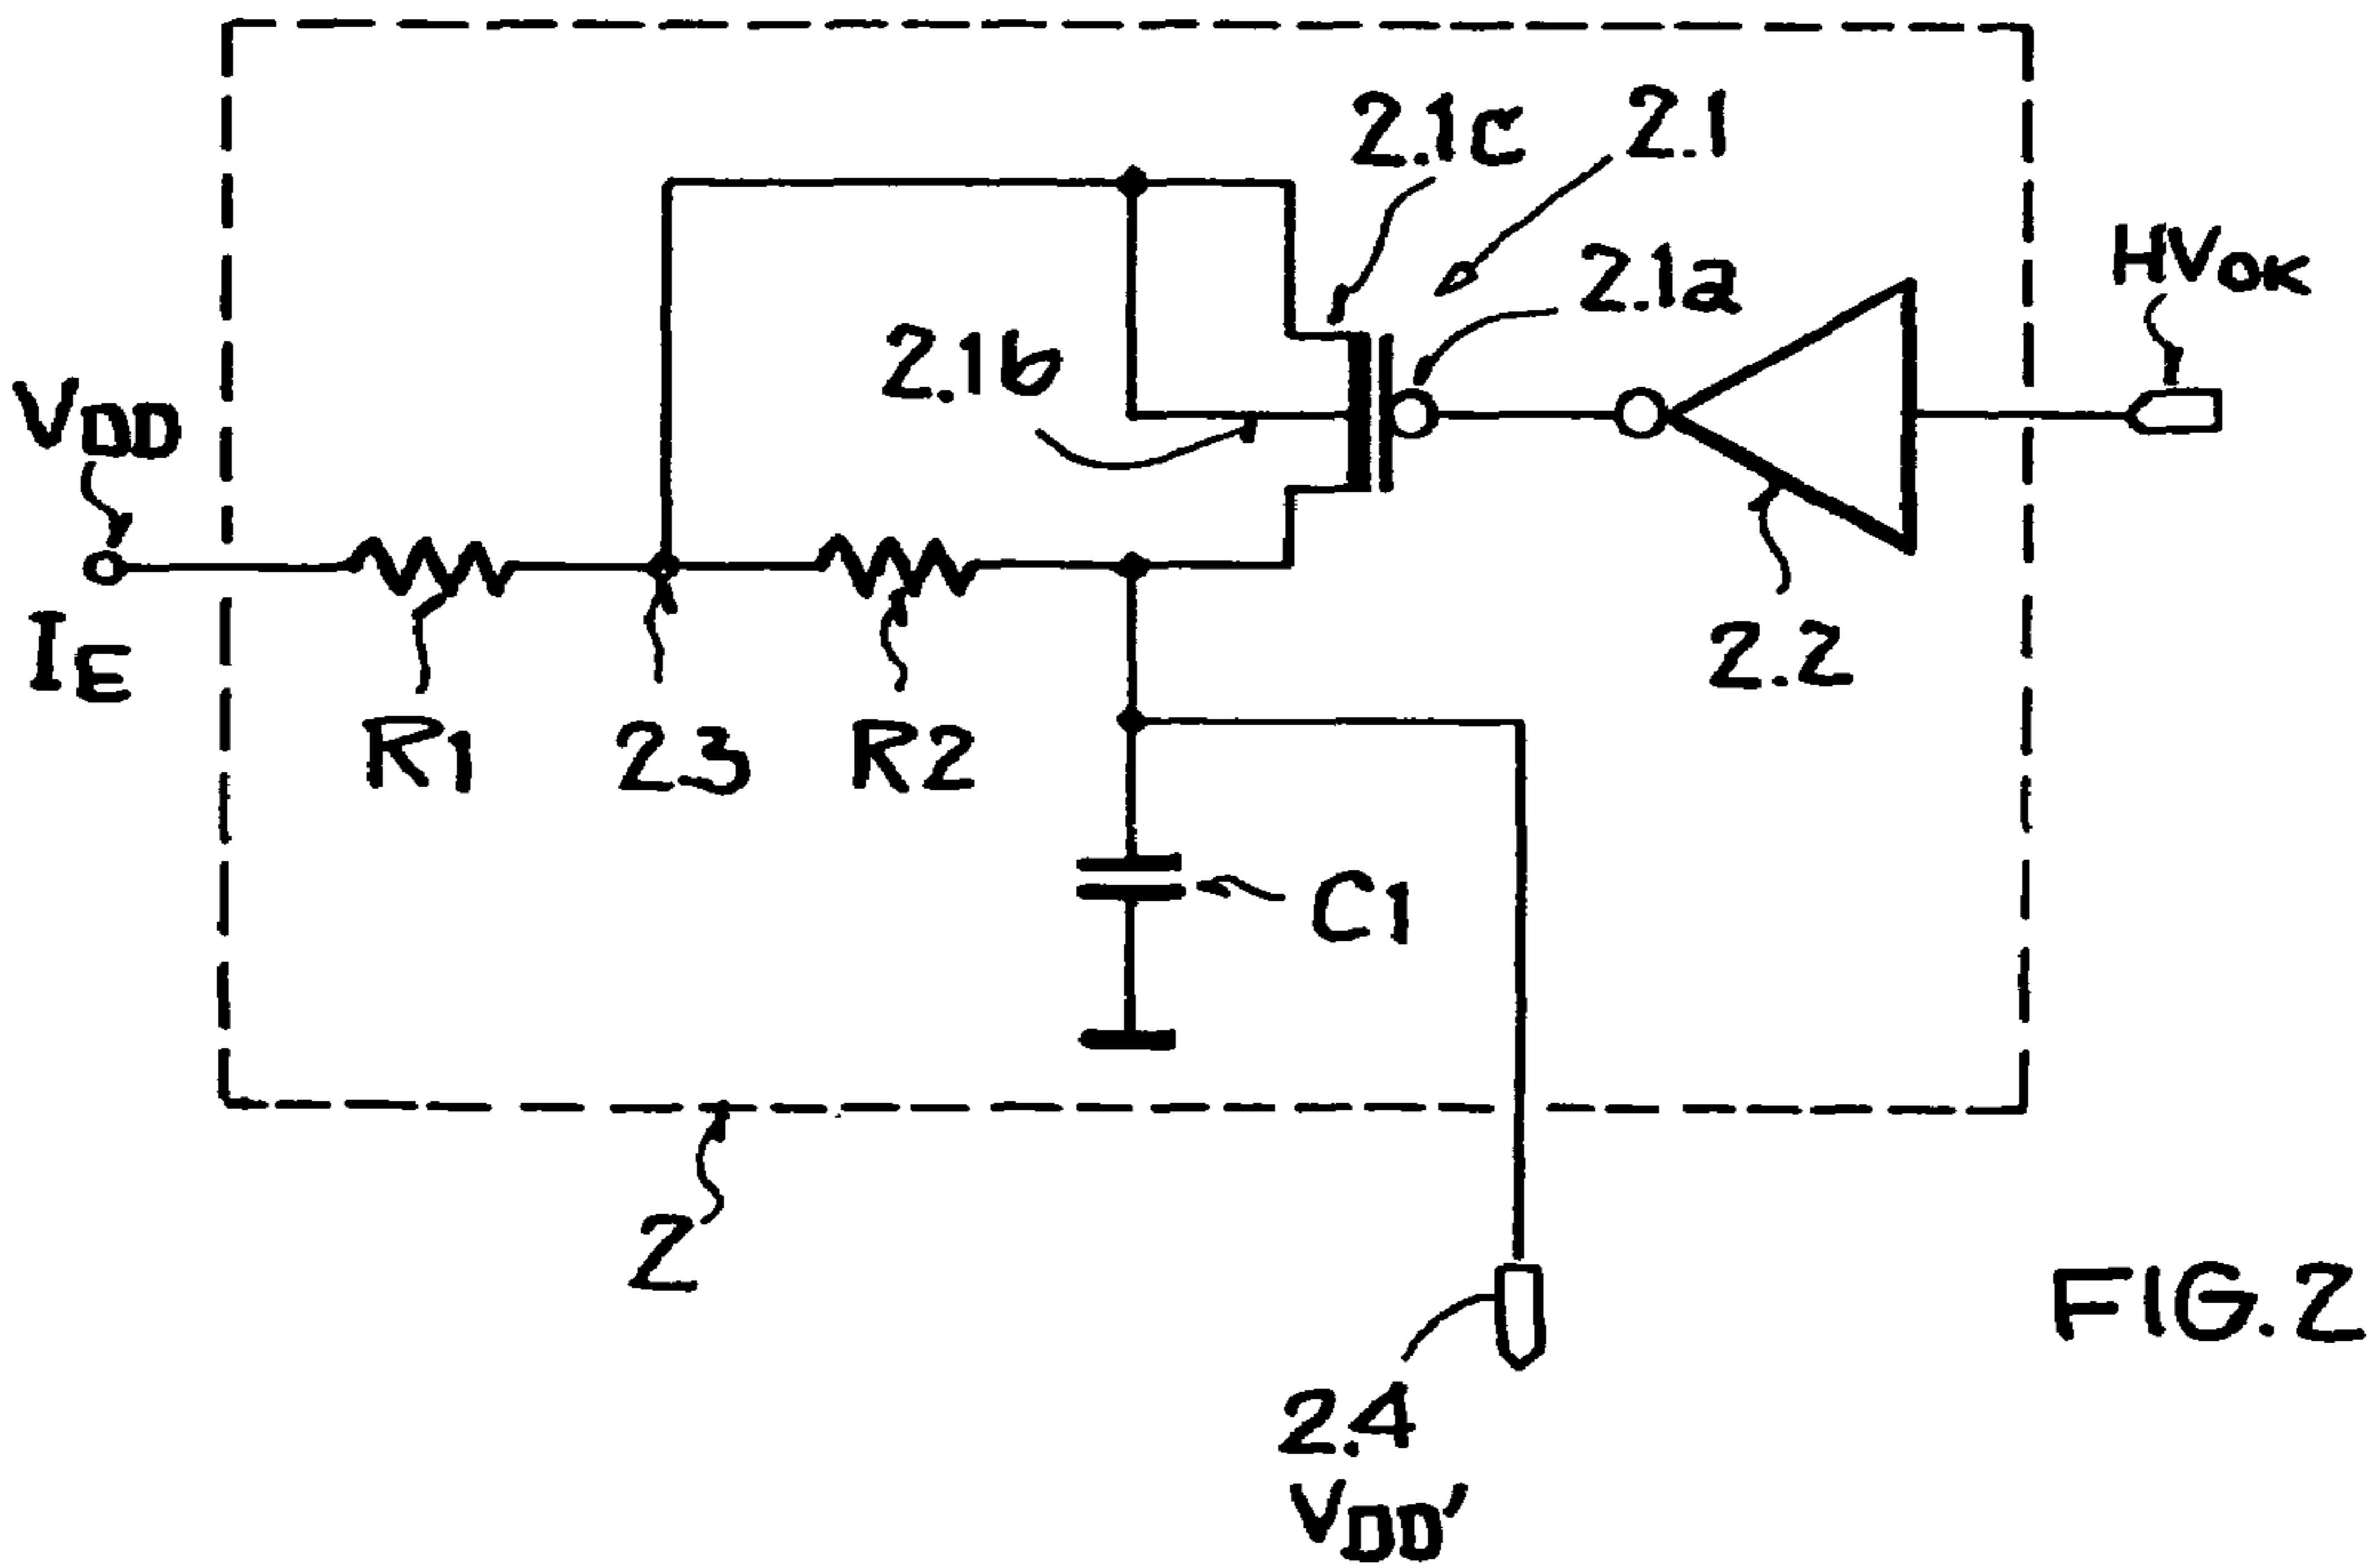 2.1c
2.1
2.1a
HVOK
2.1b
VDD
IE
R1
2.3
R2
2.2
C1
2
2.4
VDD'
FIG.2